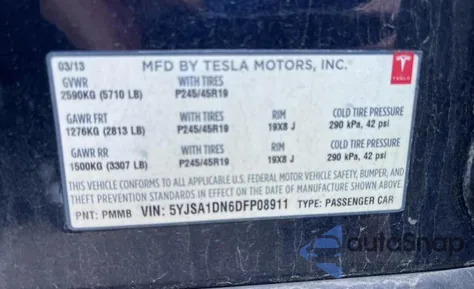 03/13 MFD BY TESLA MOTORS, INC.
TESLA
GVWR WITH TIRES
2590KG (5710 LB) P245/45R19
GAWR FRT WITH TIRES RIM COLD TIRE PRESSURE
1276KG (2813 LB) P245/45R19 19X8 J 290 kPa, 42 psi
GAWR RR WITH TIRES RIM COLD TIRE PRESSURE
1500KG (3307 LB) P245/45R19 19X8 J 290 kPa, 42 psi
THIS VEHICLE CONFORMS TO ALL APPLICABLE U.S. FEDERAL MOTOR VEHICLE SAFETY, BUMPER, AND
THEFT PREVENTION STANDARDS IN EFFECT ON THE DATE OF MANUFACTURE SHOWN ABOVE.
PNT: PMMB VIN: 5YJSA1DN6DFP08911 TYPE: PASSENGER CAR
autoSnap